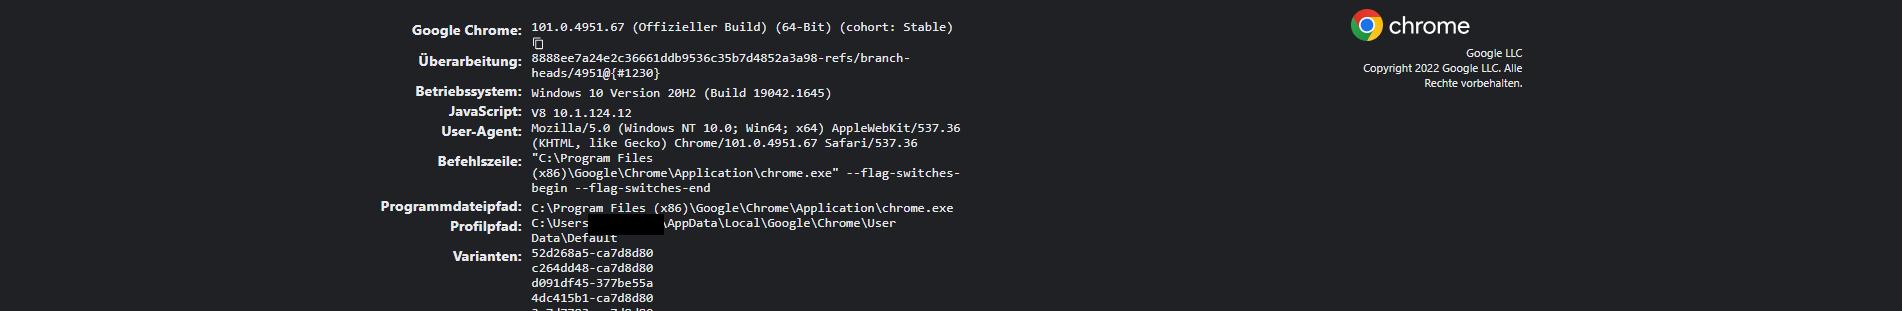 Google Chrome: 101.0.4951.67 (Offizieller Build) (64-Bit) (cohort: Stable)
Überarbeitung: 8888ee7a24e2c36661ddb9536c35b7d4852a3a98-refs/branch-
heads/4951@{#1230}
Betriebssystem: Windows 10 Version 20H2 (Build 19042.1645)
JavaScript: V8 10.1.124.12
User-Agent: Mozilla/5.0 (Windows NT 10.0; Win64; x64) AppleWebKit/537.36
(KHTML, like Gecko) Chrome/101.0.4951.67 Safari/537.36
Befehlszeile: "C:\Program Files
(x86)\Google\Chrome\Application\chrome.exe" --flag-switches-
begin --flag-switches-end
Programmdateipfad: C:\Program Files (x86)\Google\Chrome\Application\chrome.exe
Profilpfad: C:\Users \AppData\Local\Google\Chrome\User
Data\Default
Varianten: 52d268a5-ca7d8d80
c264dd48-ca7d8d80
d091df45-377be55a
4dc415b1-ca7d8d80
chrome
Google LLC
Copyright 2022 Google LLC. Alle
Rechte vorbehalten.